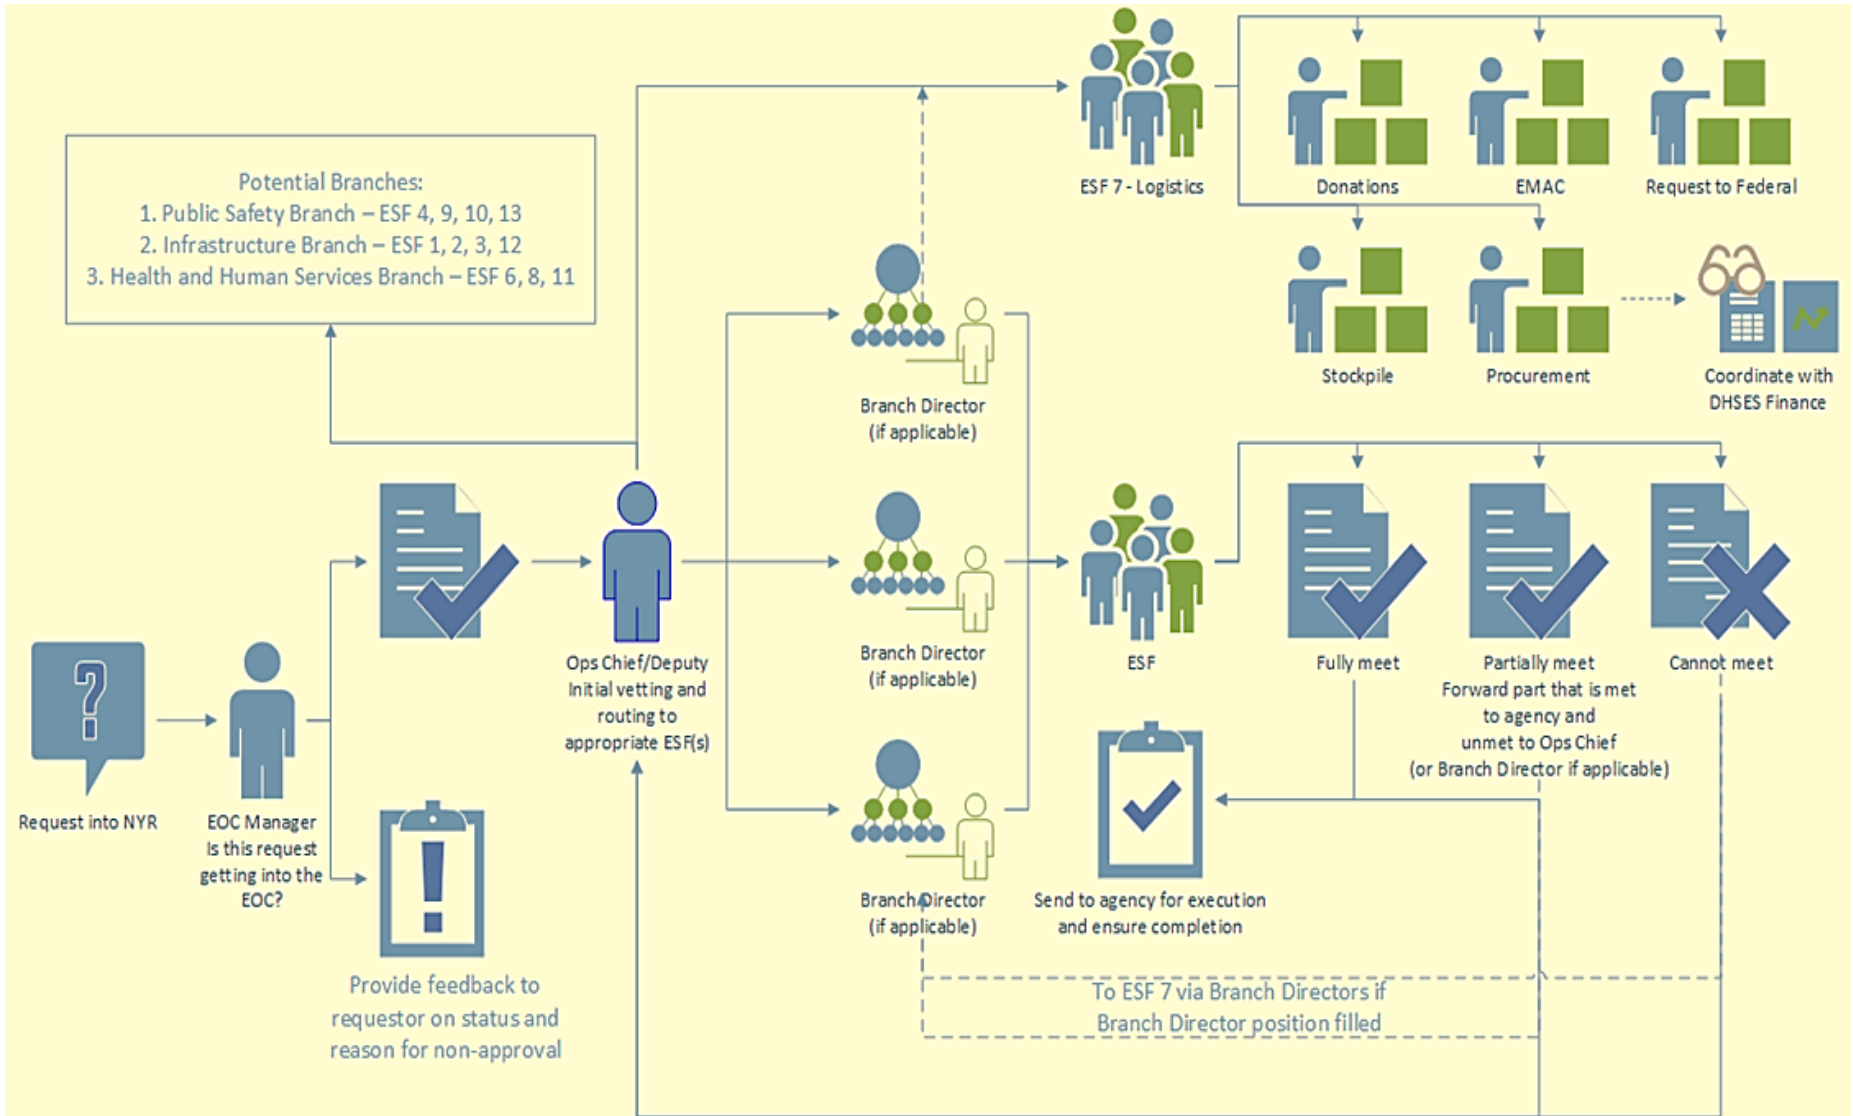 ESF 7 - Logistics
Donations
EMAC
Request to Federal
Potential Branches:
1. Public Safety Branch – ESF 4, 9, 10, 13
2. Infrastructure Branch – ESF 1, 2, 3, 12
3. Health and Human Services Branch – ESF 6, 8, 11
Stockpile
Procurement
Coordinate with
DHSES Finance
Branch Director
(if applicable)
Request into NYR
EOC Manager
Is this request
getting into the
EOC?
Provide feedback to
requestor on status and
reason for non-approval
Ops Chief/Deputy
Initial vetting and
routing to
appropriate ESF(s)
Branch Director
(if applicable)
Branch Director
(if applicable)
ESF
Fully meet
Partially meet
Forward part that is met
to agency and
unmet to Ops Chief
(or Branch Director if applicable)
Cannot meet
Send to agency for execution
and ensure completion
To ESF 7 via Branch Directors if
Branch Director position filled